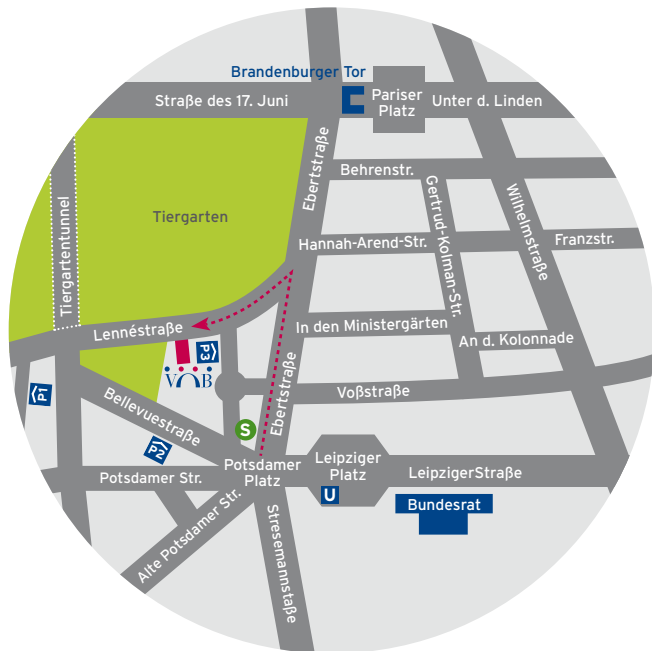 Brandenburger Tor
Straße des 17. Juni
Pariser
Platz
Unter d. Linden
Ebertstraße
Behrenstr.
Gertrud-Kolman-Str.
Wilhelmstraße
Tiergarten
Tiergartentunnel
Hannah-Arend-Str.
Franzstr.
Lennéstraße
In den Ministergärten
An d. Kolonnade
P3
VÖB
P1
Ebertstraße
Voßstraße
Bellevuestraße
S
P2
Potsdamer Str.
Potsdamer
Platz
Leipziger
Platz
U
LeipzigerStraße
Bundesrat
Alte Potsdamer Str.
Stresemannstaße